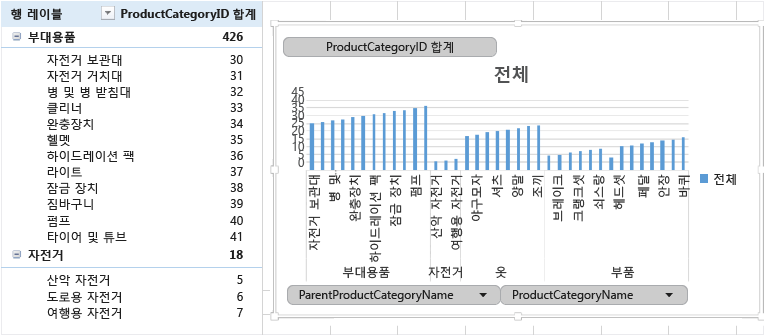 행 레이블 ProductCategoryID 합계
부대용품 426
자전거 보관대 30
자전거 거치대 31
병 및 병 받침대 32
클리너 33
완충장치 34
헬멧 35
하이드레이션 팩 36
라이트 37
잠금 장치 38
짐바구니 39
펌프 40
타이어 및 튜브 41
자전거 18
산악 자전거 5
도로용 자전거 6
여행용 자전거 7
ProductCategoryID 합계
전체
45
40
35
30
25
20
15
10
5
0
자전거 보관대
병 및
완충장치
하이드레이션 팩
잠금 장치
펌프
산악 자전거
여행용 자전거
야구모자
셔츠
양말
조끼
브레이크
크랭크셋
쇠스랑
헤드셋
페달
안장
바퀴
부대용품 자전거 옷 부품
전체
ParentProductCategoryName ProductCategoryName